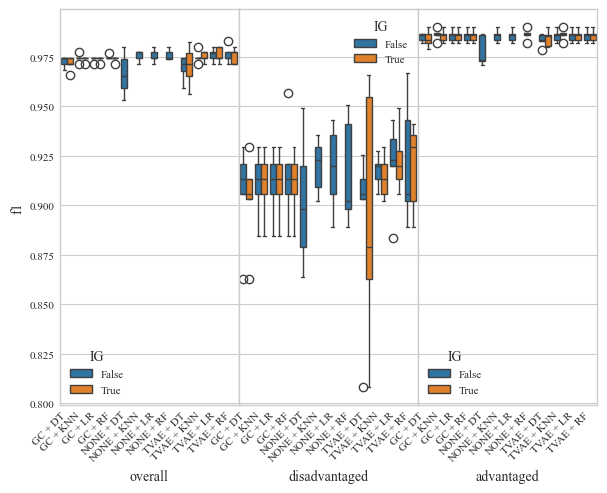 IG
False
True
0.975
0.950
0.925
0.900
0.875
0.850
0.825
0.800
f1
IG
False
True
IG
False
True
GC + DT
GC + KNN
GC + LR
GC + RF
NONE + DT
NONE + KNN
NONE + LR
NONE + RF
TVAE + DT
TVAE + KNN
TVAE + LR
TVAE + RF
GC + DT
GC + KNN
GC + LR
GC + RF
NONE + DT
NONE + KNN
NONE + LR
NONE + RF
TVAE + DT
TVAE + KNN
TVAE + LR
TVAE + RF
GC + DT
GC + KNN
GC + LR
GC + RF
NONE + DT
NONE + KNN
NONE + LR
NONE + RF
TVAE + DT
TVAE + KNN
TVAE + LR
TVAE + RF
overall
disadvantaged
advantaged